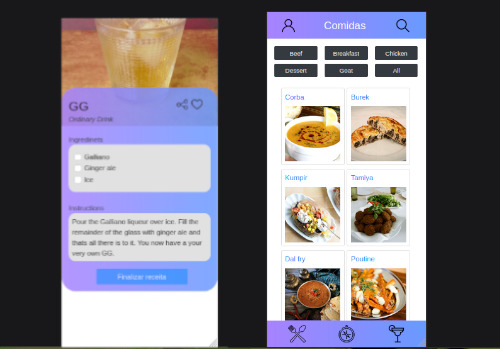 GG
Ordinary Drink
Ingredients
Galliano
Ginger ale
Ice
Instructions
Pour the Galliano liqueur over ice. Fill the
remainder of the glass with ginger ale and
thats all there is to it. You now have a your
very own GG.
Finalizar receita
Comidas
Beef Breakfast Chicken
Dessert Goat All
Corba Burek
Kumpir Tamiya
Dal fry Poutine